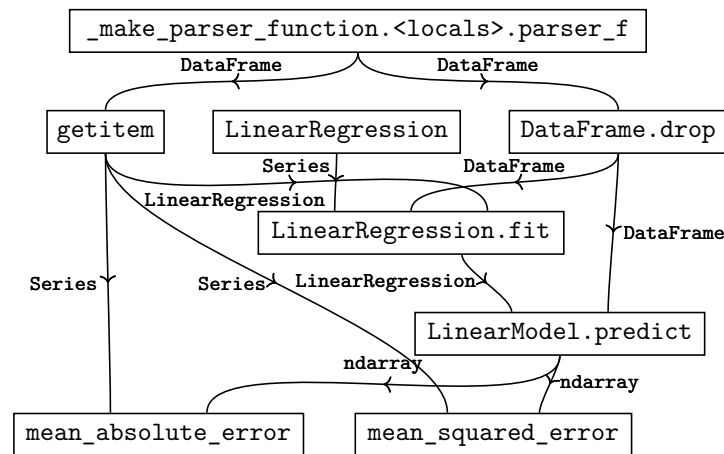 _make_parser_function.<locals>.parser_f
DataFrame DataFrame
getitem LinearRegression DataFrame.drop
Series DataFrame
LinearRegression
LinearRegression.fit
DataFrame
Series Series LinearRegression
LinearModel.predict
ndarray
ndarray
mean_absolute_error mean_squared_error